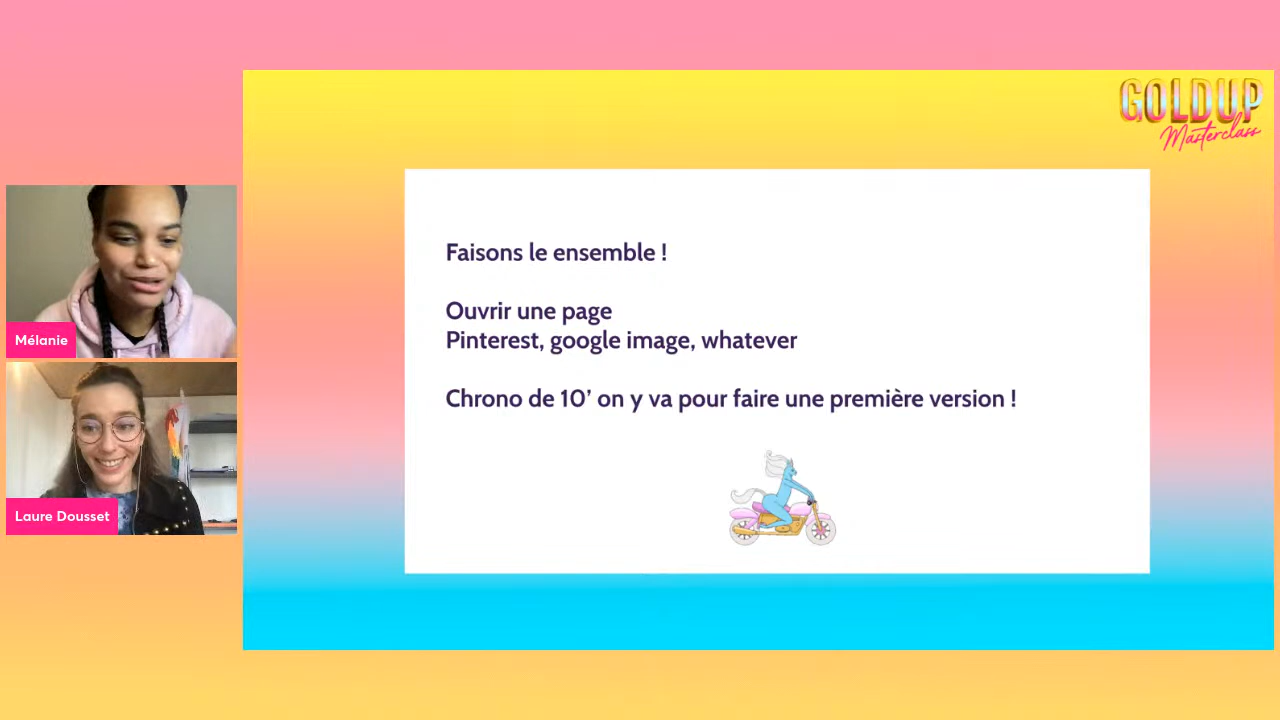 GOLDUP
Masterclass
Faisons le ensemble !
Ouvrir une page
Pinterest, google image, whatever
Chrono de 10’ on y va pour faire une première version !
Mélanie
Laure Dousset